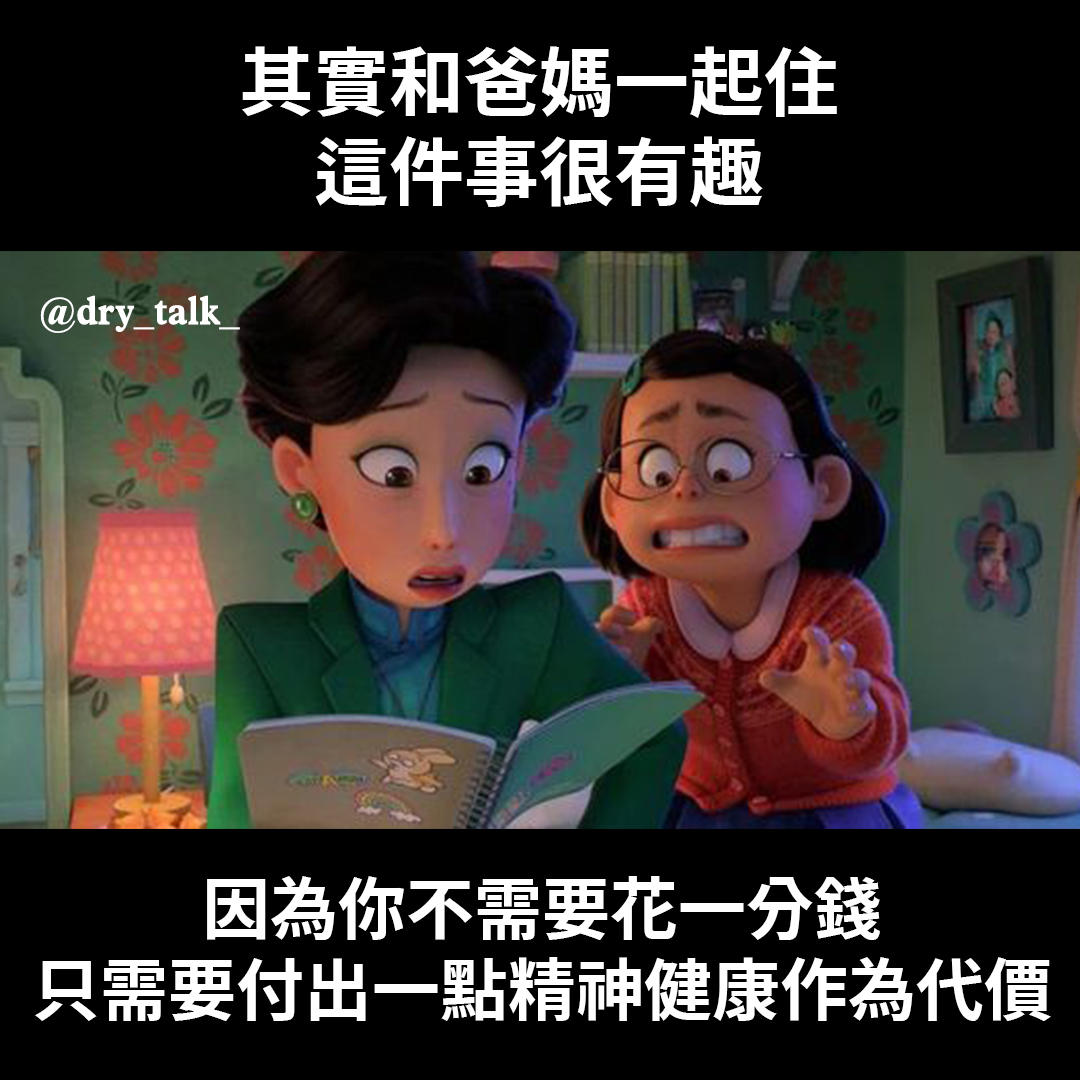 其實和爸媽一起住
這件事很有趣
@dry_talk_
因為你不需要花一分錢
只需要付出一點精神健康作為代價